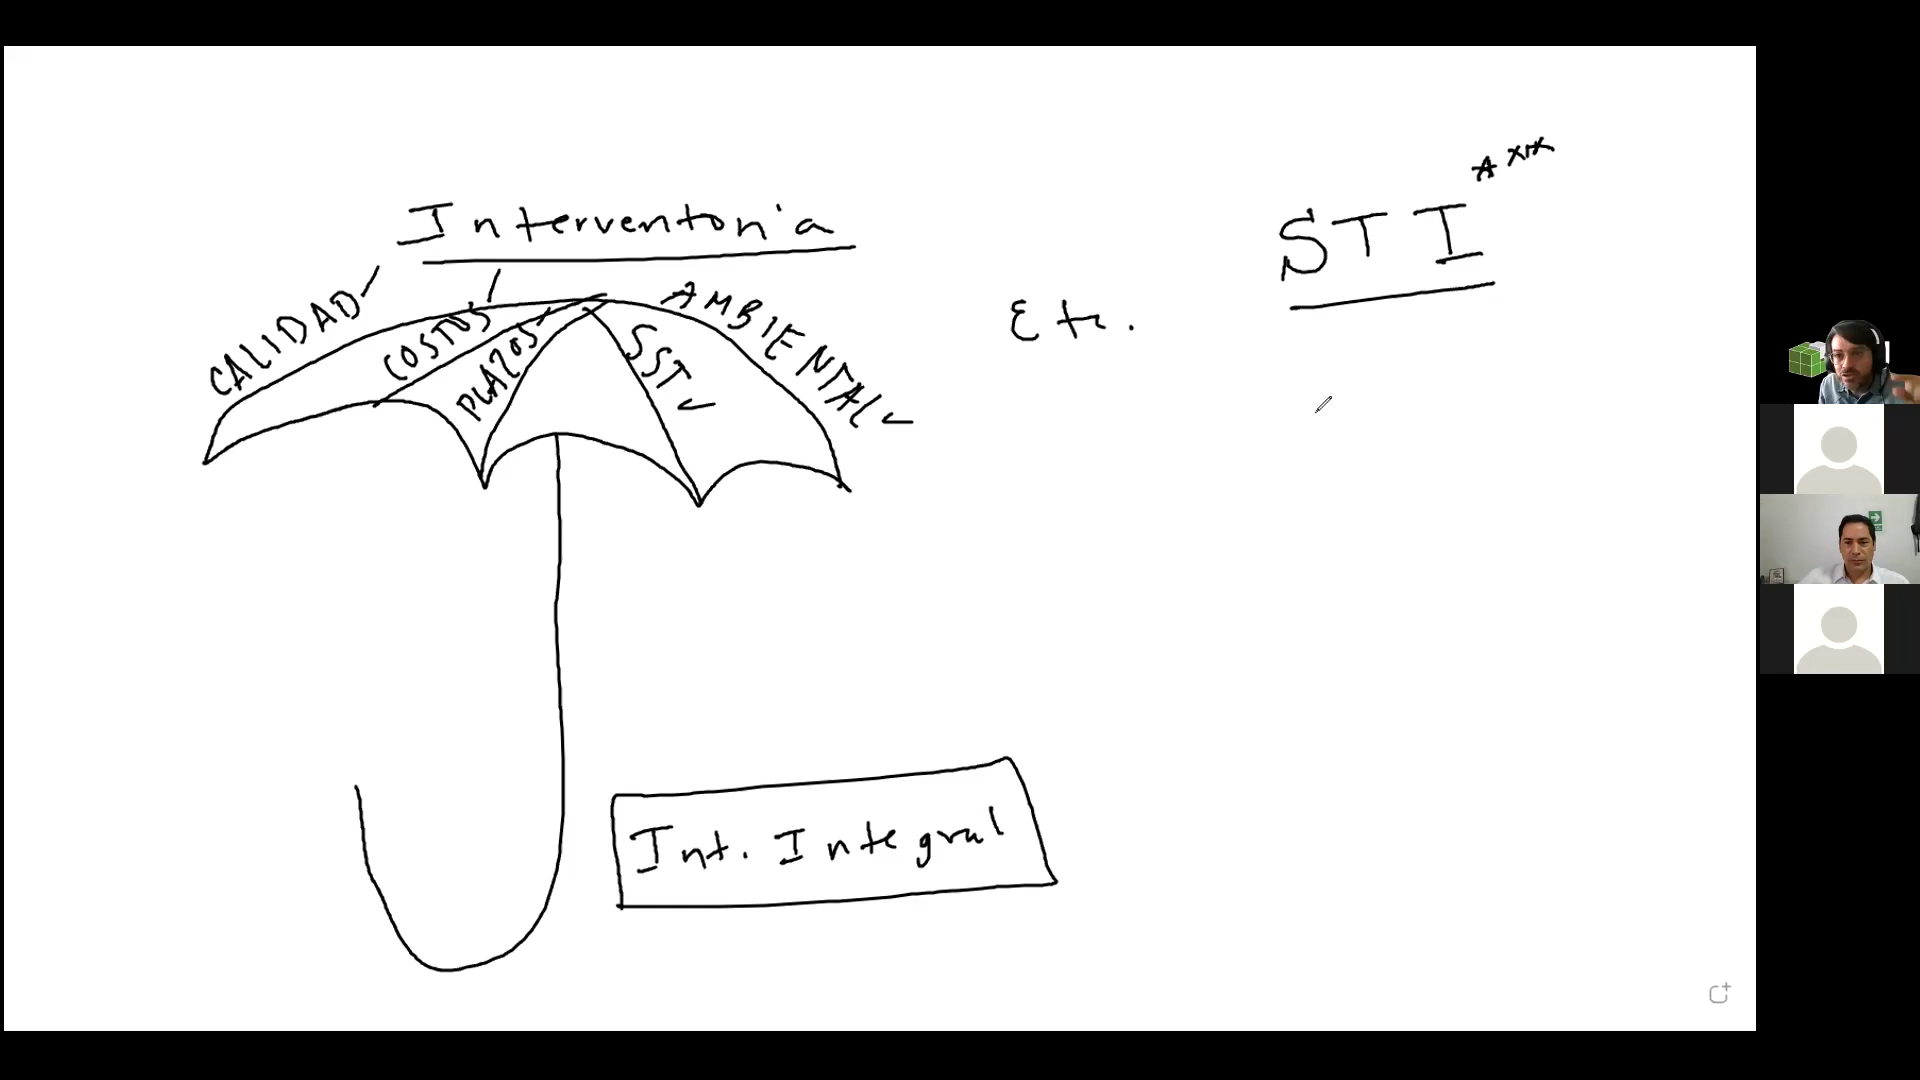 Interventoría
CALIDAD
COSTOS
PLAZOS
SST
AMBIENTAL
Etc.
STI
Int. Integral